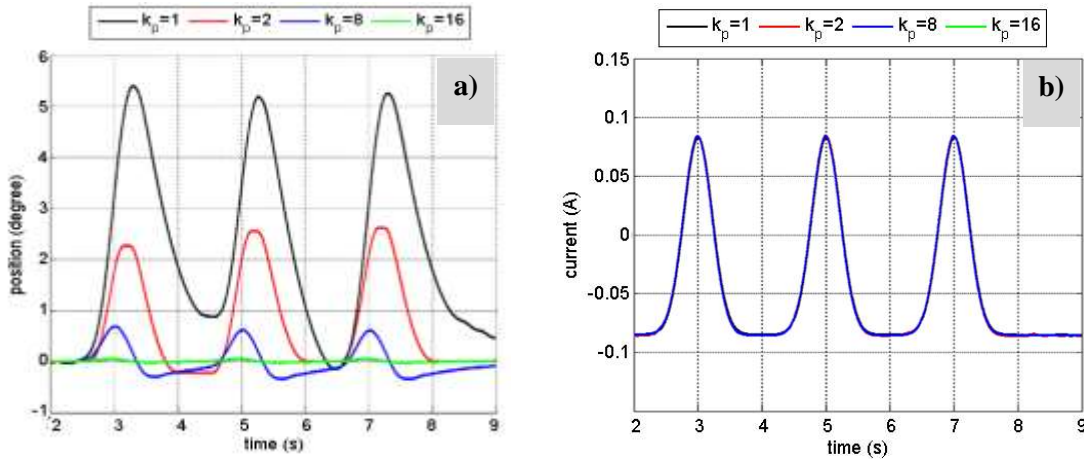 k_p=1 k_p=2 k_p=8 k_p=16
a)
6
5
4
3
2
1
0
-1
position (degree)
2 3 4 5 6 7 8 9
time (s)
k_p=1 k_p=2 k_p=8 k_p=16
b)
0.15
0.1
0.05
0
-0.05
-0.1
current (A)
2 3 4 5 6 7 8 9
time (s)